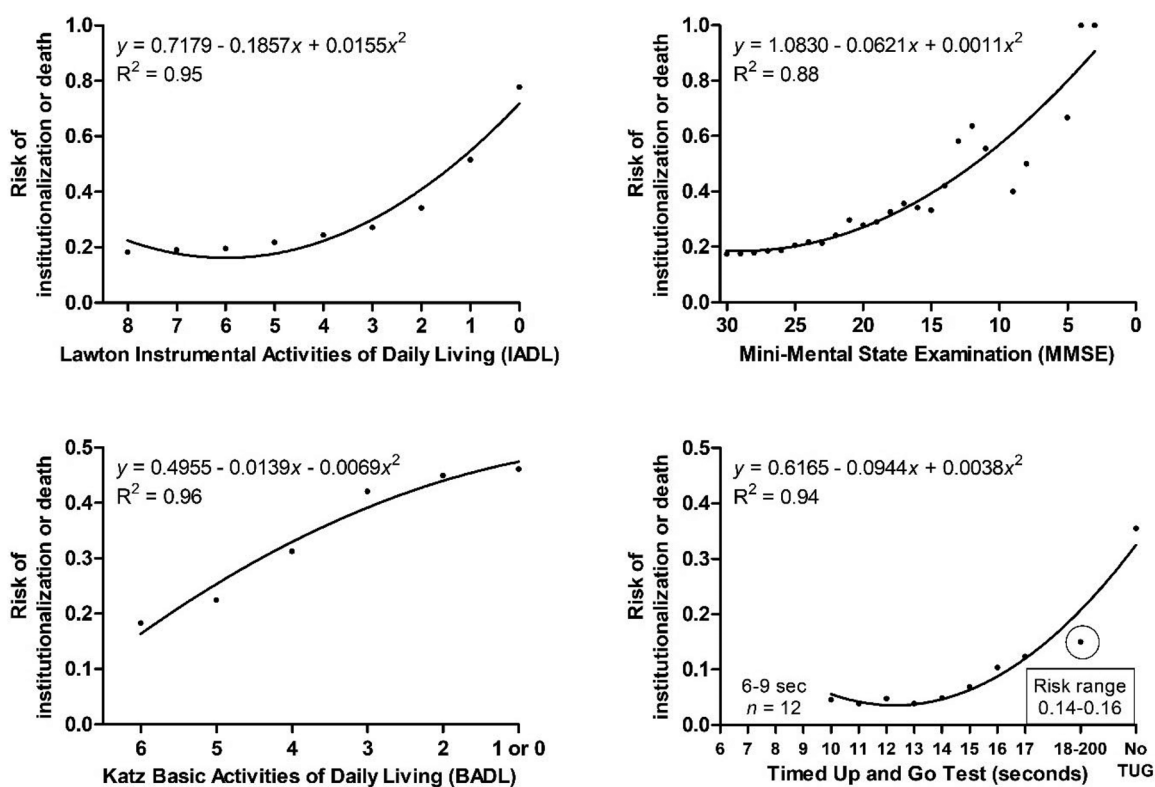 y = 0.7179 - 0.1857x + 0.0155x²
R² = 0.95
Risk of
institutionalization or death
1.0
0.8
0.6
0.4
0.2
0.0
8 7 6 5 4 3 2 1 0
Lawton Instrumental Activities of Daily Living (IADL)
y = 1.0830 - 0.0621x + 0.0011x²
R² = 0.88
Risk of
institutionalization or death
1.0
0.8
0.6
0.4
0.2
0.0
30 25 20 15 10 5 0
Mini-Mental State Examination (MMSE)
y = 0.4955 - 0.0139x - 0.0069x²
R² = 0.96
Risk of
institutionalization or death
0.5
0.4
0.3
0.2
0.1
0.0
6 5 4 3 2 1 or 0
Katz Basic Activities of Daily Living (BADL)
y = 0.6165 - 0.0944x + 0.0038x²
R² = 0.94
Risk of
institutionalization or death
0.5
0.4
0.3
0.2
0.1
0.0
6-9 sec
n = 12
Risk range
0.14-0.16
6 7 8 9 10 11 12 13 14 15 16 17 18-200 No
TUG
Timed Up and Go Test (seconds)